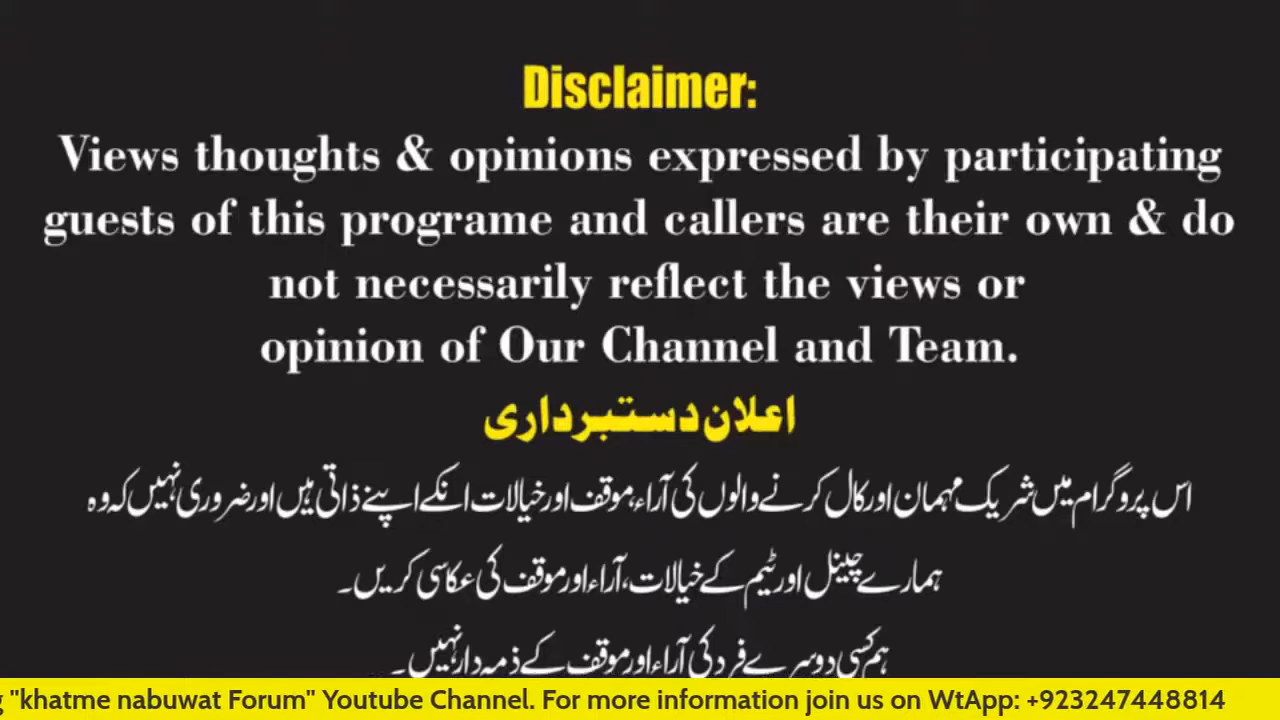 Disclaimer:
Views thoughts & opinions expressed by participating
guests of this programe and callers are their own & do
not necessarily reflect the views or
opinion of Our Channel and Team.
اعلان دستبرداری
اس پروگرام میں شریک مہمان اور کال کرنے والوں کی آراء، موقف اور خیالات انکے اپنے ذاتی ہیں اور ضروری نہیں کہ وہ
ہمارے چینل اور ٹیم کے خیالات، آراء اور موقف کی عکاسی کریں۔
ہم کسی دوسرے فرد کی آراء اور موقف کے ذمہ دار نہیں۔
"khatme nabuwat Forum" Youtube Channel. For more information join us on WtApp: +923247448814